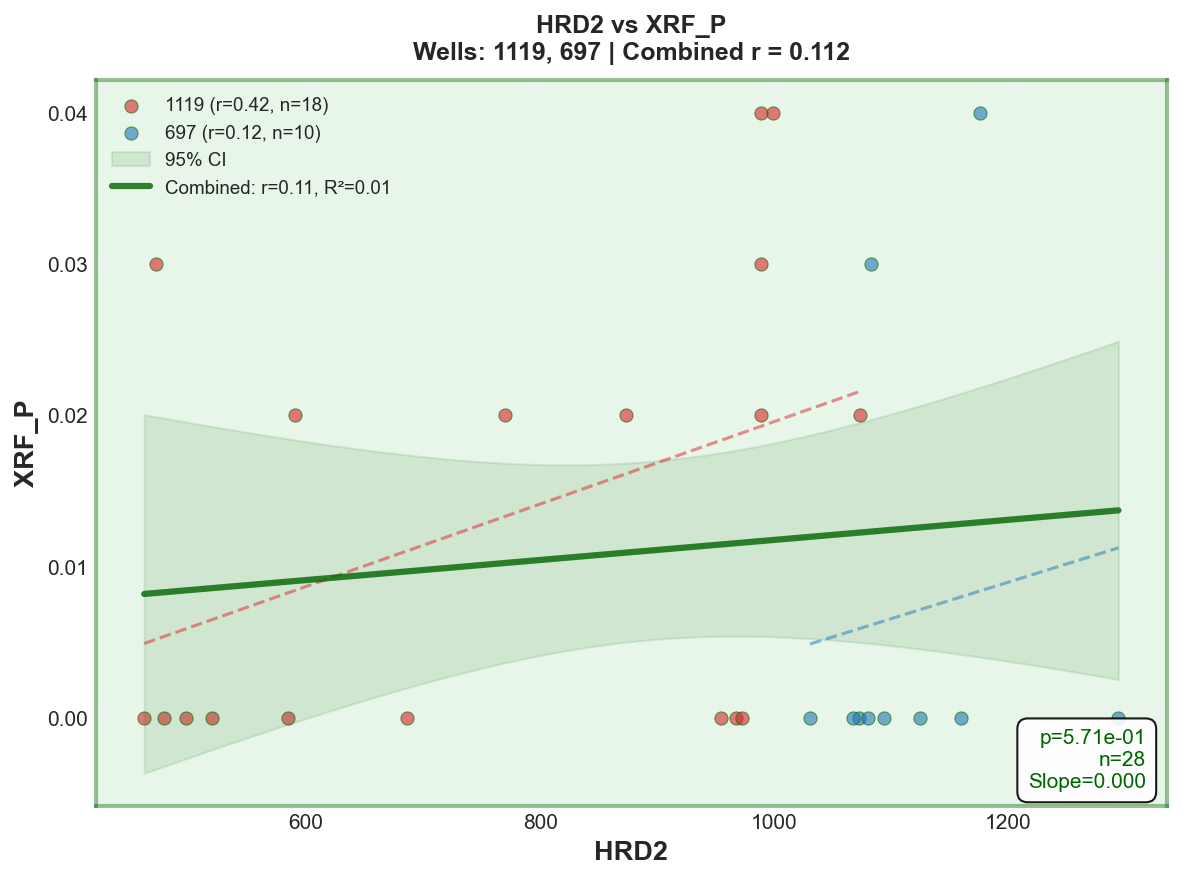 HRD2 vs XRF_P
Wells: 1119, 697 | Combined r = 0.112
1119 (r=0.42, n=18)
697 (r=0.12, n=10)
95% CI
Combined: r=0.11, R²=0.01
XRF_P
0.04
0.03
0.02
0.01
0.00
p=5.71e-01
n=28
Slope=0.000
600
800
1000
1200
HRD2